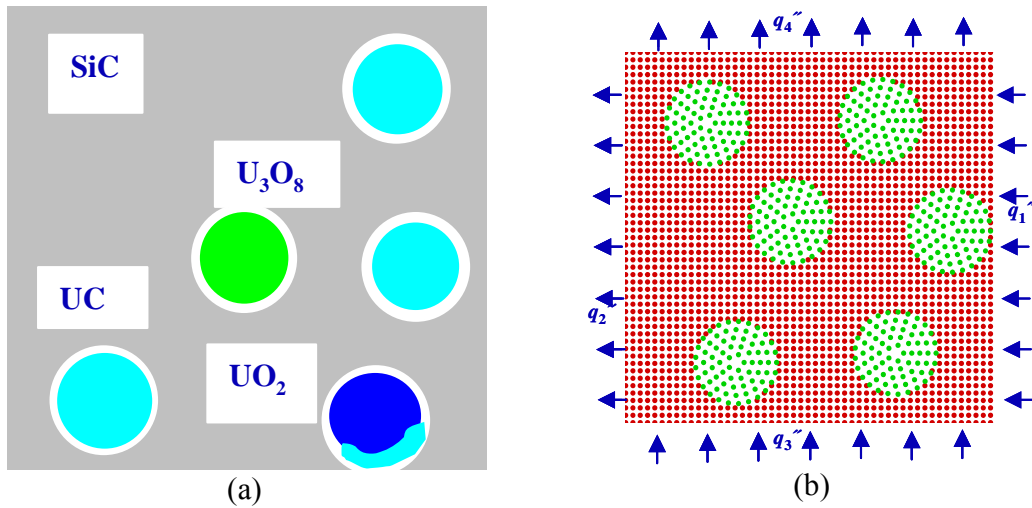 SiC
U₃O₈
UC
UO₂
(a)
q₄″
q₁″
q₂″
q₃″
(b)